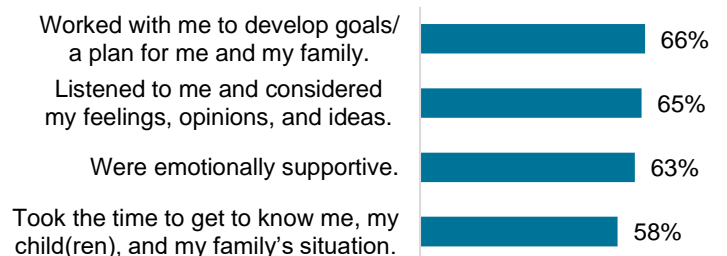 Worked with me to develop goals/
a plan for me and my family.
66%
Listened to me and considered
my feelings, opinions, and ideas.
65%
Were emotionally supportive.
63%
Took the time to get to know me, my
child(ren), and my family's situation.
58%